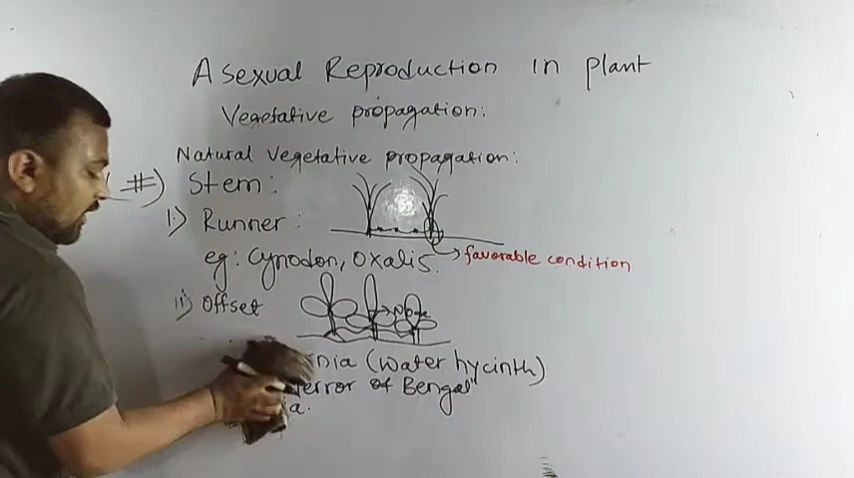 Asexual Reproduction in plant
Vegetative propagation:
Natural vegetative propagation:
#) Stem:
i) Runner:
eg: Cynodon, Oxalis.
favorable condition
ii) Offset
nia (water hycinth)
error of Bengal"
ia.